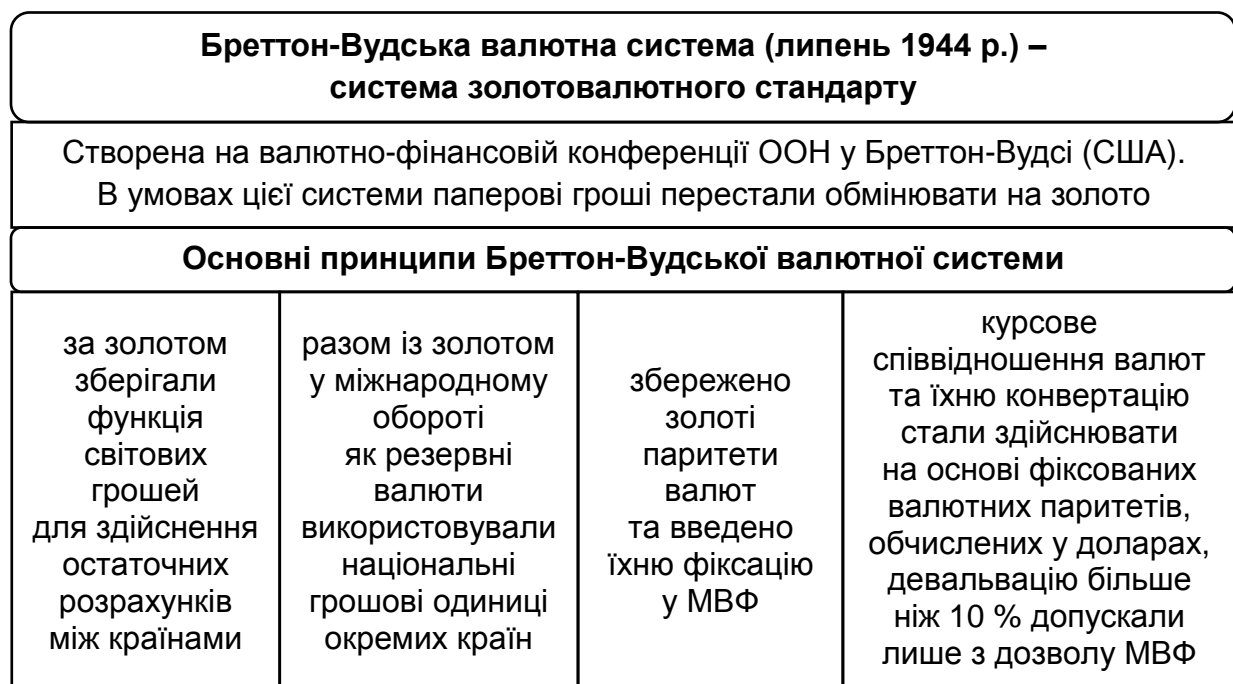 Бреттон-Вудська валютна система (липень 1944 р.) –
система золотовалютного стандарту
Створена на валютно-фінансовій конференції ООН у Бреттон-Вудсі (США).
В умовах цієї системи паперові гроші перестали обмінювати на золото
Основні принципи Бреттон-Вудської валютної системи
за золотом
зберігали
функція
світових
грошей
для здійснення
остаточних
розрахунків
між країнами
разом із золотом
у міжнародному
обороті
як резервні
валюти
використовували
національні
грошові одиниці
окремих країн
збережено
золоті
паритети
валют
та введено
їхню фіксацію
у МВФ
курсове
співвідношення валют
та їхню конвертацію
стали здійснювати
на основі фіксованих
валютних паритетів,
обчислених у доларах,
девальвацію більше
ніж 10 % допускали
лише з дозволу МВФ